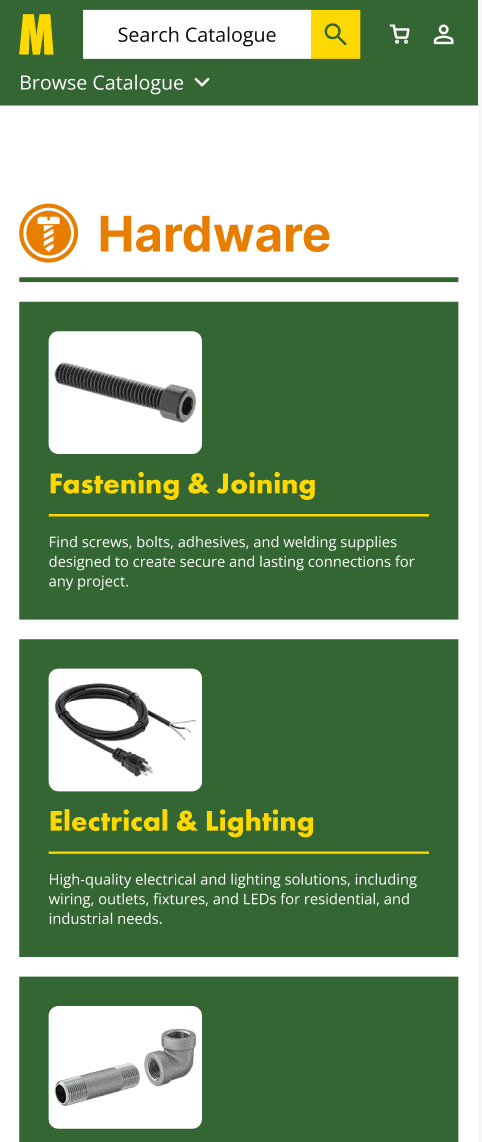 M
Search Catalogue
Browse Catalogue
Hardware
Fastening & Joining
Find screws, bolts, adhesives, and welding supplies
designed to create secure and lasting connections for
any project.
Electrical & Lighting
High-quality electrical and lighting solutions, including
wiring, outlets, fixtures, and LEDs for residential, and
industrial needs.